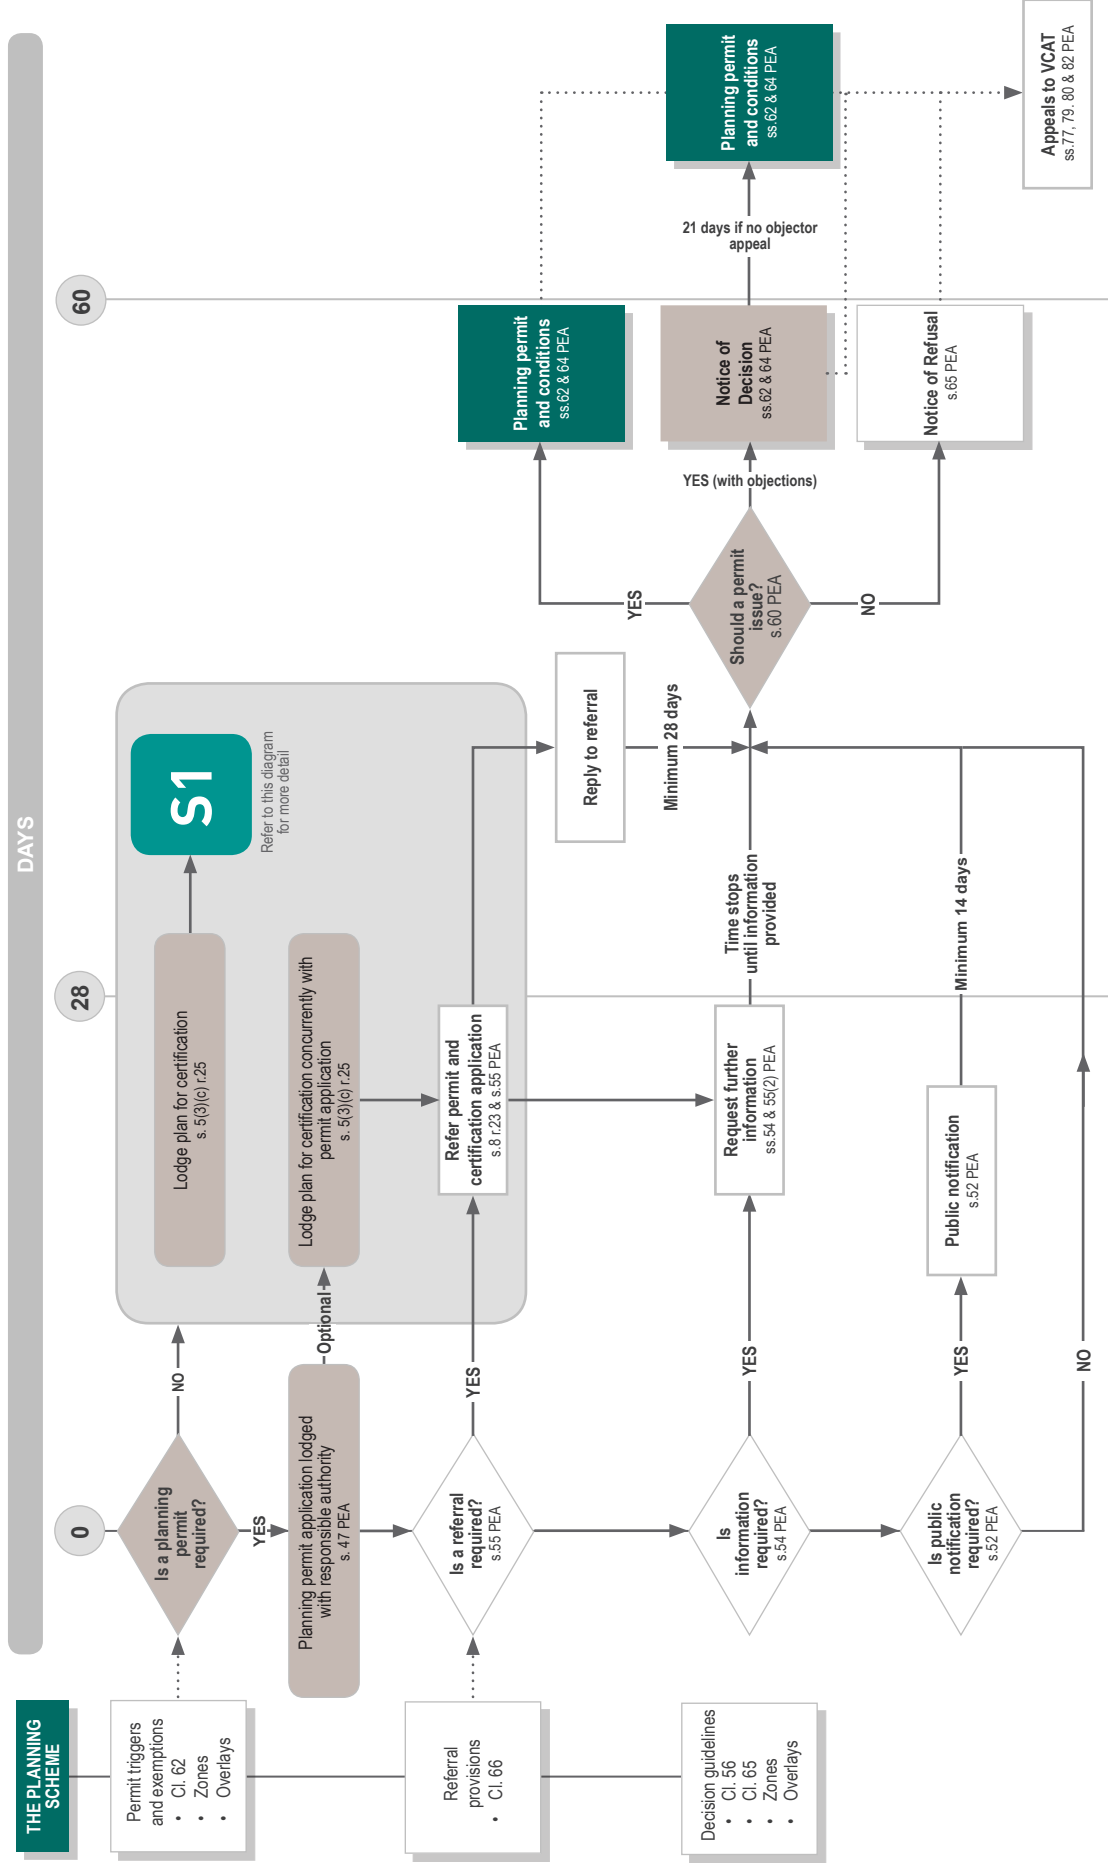 DAYS
0
28
60
THE PLANNING
SCHEME
Permit triggers
and exemptions
• Cl. 62
• Zones
• Overlays
Referral
provisions
• Cl. 66
Decision guidelines
• Cl. 56
• Cl. 65
• Zones
• Overlays
Is a planning
permit
required?
NO
YES
Planning permit application lodged
with responsible authority
s. 47 PEA
Optional
Lodge plan for certification
s. 5(3)(c) r.25
S1
Refer to this diagram
for more detail
Lodge plan for certification concurrently with
permit application
s. 5(3)(c) r.25
Is a referral
required?
s.55 PEA
YES
Refer permit and
certification application
s.8 r.23 & s.55 PEA
Reply to referral
Minimum 28 days
Is
information
required?
s.54 PEA
YES
Request further
information
ss.54 & 55(2) PEA
Time stops
until information
provided
Is public
notification
required?
s.52 PEA
YES
Public notification
s.52 PEA
Minimum 14 days
NO
Should a permit
issue?
s.60 PEA
YES
YES (with objections)
NO
Planning permit
and conditions
ss.62 & 64 PEA
Notice of
Decision
ss.62 & 64 PEA
Notice of Refusal
s.65 PEA
21 days if no objector
appeal
Planning permit
and conditions
ss.62 & 64 PEA
Appeals to VCAT
ss.77, 79. 80 & 82 PEA